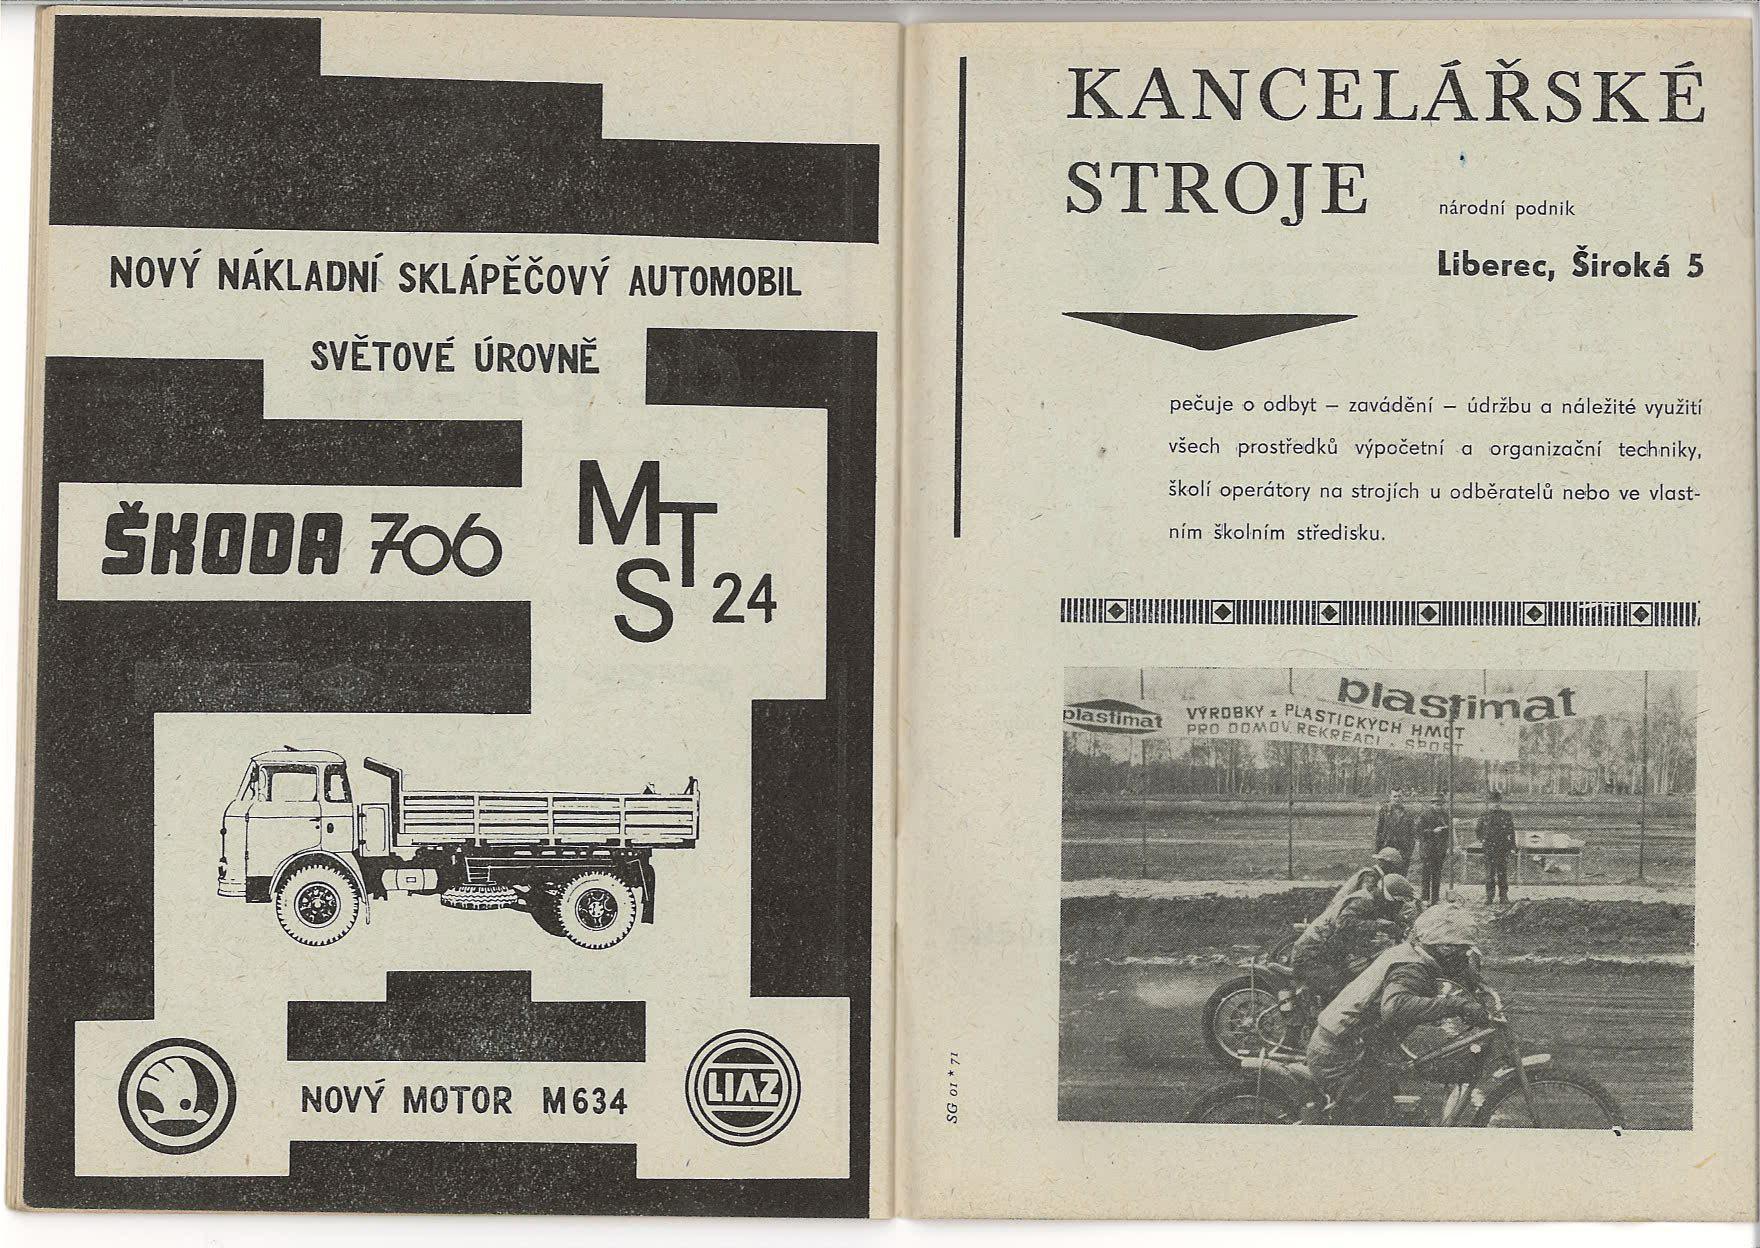 NOVÝ NÁKLADNÍ SKLÁPĚČOVÝ AUTOMOBIL
SVĚTOVÉ ÚROVNĚ
ŠKODA 706
MTS 24
LIAZ
NOVÝ MOTOR M634
KANCELÁŘSKÉ
STROJE
národní podnik
Liberec, Široká 5
pečuje o odbyt – zavádění – údržbu a náležité využití
všech prostředků výpočetní a organizační techniky,
školí operátory na strojích u odběratelů nebo ve vlast-
ním školním středisku.
plastimat
plastimat
VÝROBKY z PLASTICKÝCH HMOT
PRO DOMOV, REKREACI a SPORT
SG 01 * 71